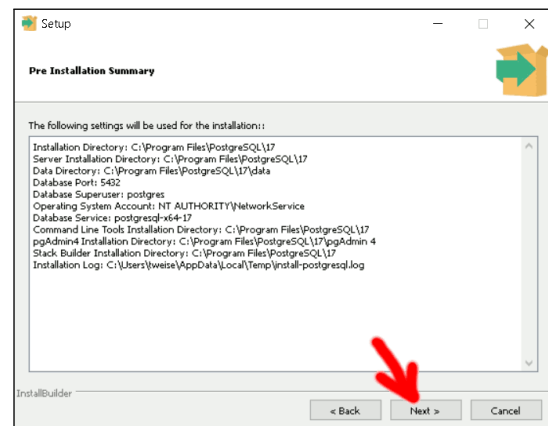 Setup
Pre Installation Summary
The following settings will be used for the installation::
Installation Directory: C:\Program Files\PostgreSQL\17
Server Installation Directory: C:\Program Files\PostgreSQL\17
Data Directory: C:\Program Files\PostgreSQL\17\data
Database Port: 5432
Database Superuser: postgres
Operating System Account: NT AUTHORITY\NetworkService
Database Service: postgresql-x64-17
Command Line Tools Installation Directory: C:\Program Files\PostgreSQL\17
pgAdmin4 Installation Directory: C:\Program Files\PostgreSQL\17\pgAdmin 4
Stack Builder Installation Directory: C:\Program Files\PostgreSQL\17
Installation Log: C:\Users\tweise\AppData\Local\Temp\install-postgresql.log
InstallBuilder
< Back Next > Cancel